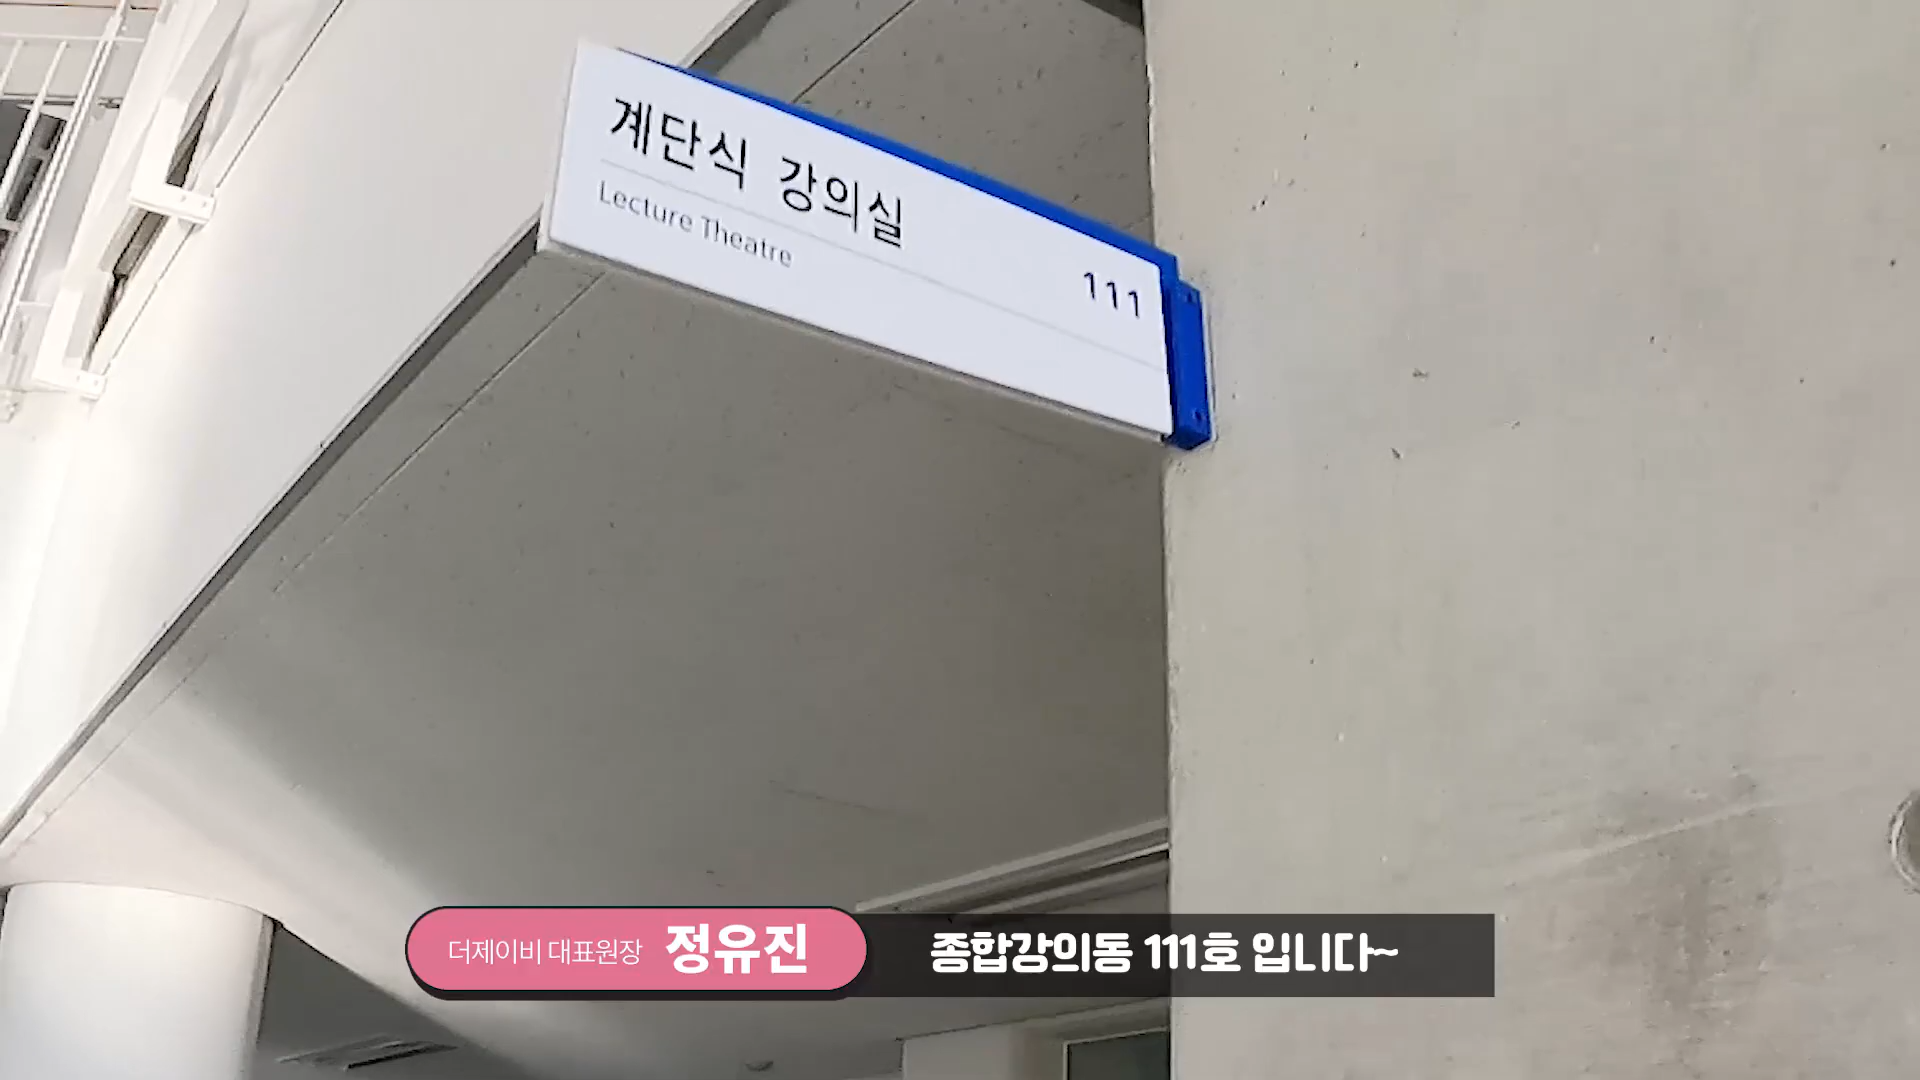 계단식 강의실
Lecture Theatre
111
더제이비 대표원장 정유진
종합강의동 111호 입니다~